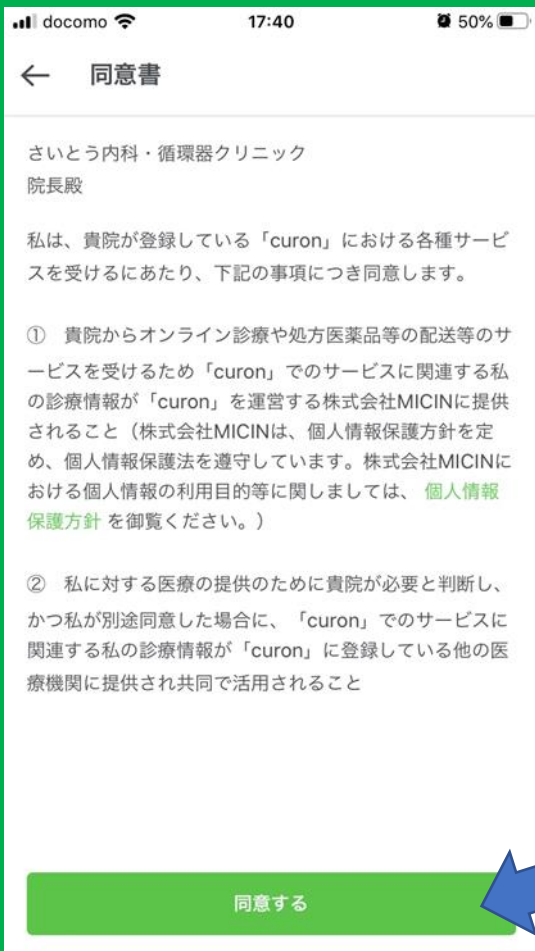 docomo 17:40 50%
← 同意書
さいとう内科・循環器クリニック
院長殿
私は、貴院が登録している「curon」における各種サービ
スを受けるにあたり、下記の事項につき同意します。
① 貴院からオンライン診療や処方医薬品等の配送等のサ
ービスを受けるため「curon」でのサービスに関連する私
の診療情報が「curon」を運営する株式会社MICINに提供
されること（株式会社MICINは、個人情報保護方針を定
め、個人情報保護法を遵守しています。株式会社MICINに
おける個人情報の利用目的等に関しましては、 個人情報
保護方針 を御覧ください。）
② 私に対する医療の提供のために貴院が必要と判断し、
かつ私が別途同意した場合に、「curon」でのサービスに
関連する私の診療情報が「curon」に登録している他の医
療機関に提供され共同で活用されること
同意する